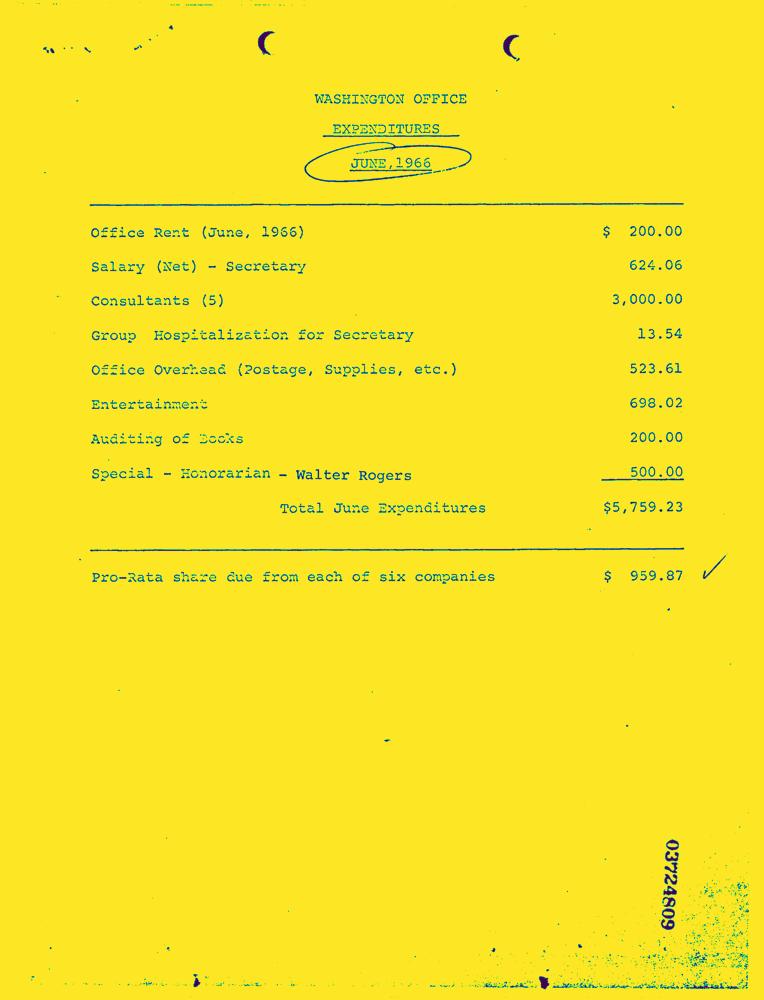 WASHINGTON OFFICE
EXPENDITURES
JUNE, 1966
Office Rent (June, 1966) $ 200.00
Salary (Net) - Secretary 624.06
Consultants (5) 3,000.00
Group Hospitalization for Secretary 13.54
Office Overhead (Postage, Supplies, etc.) 523.61
Entertainment 698.02
Auditing of Books 200.00
Special - Honorarian - Walter Rogers 500.00
Total June Expenditures $5,759.23
Pro-Rata share due from each of six companies $ 959.87
03724809